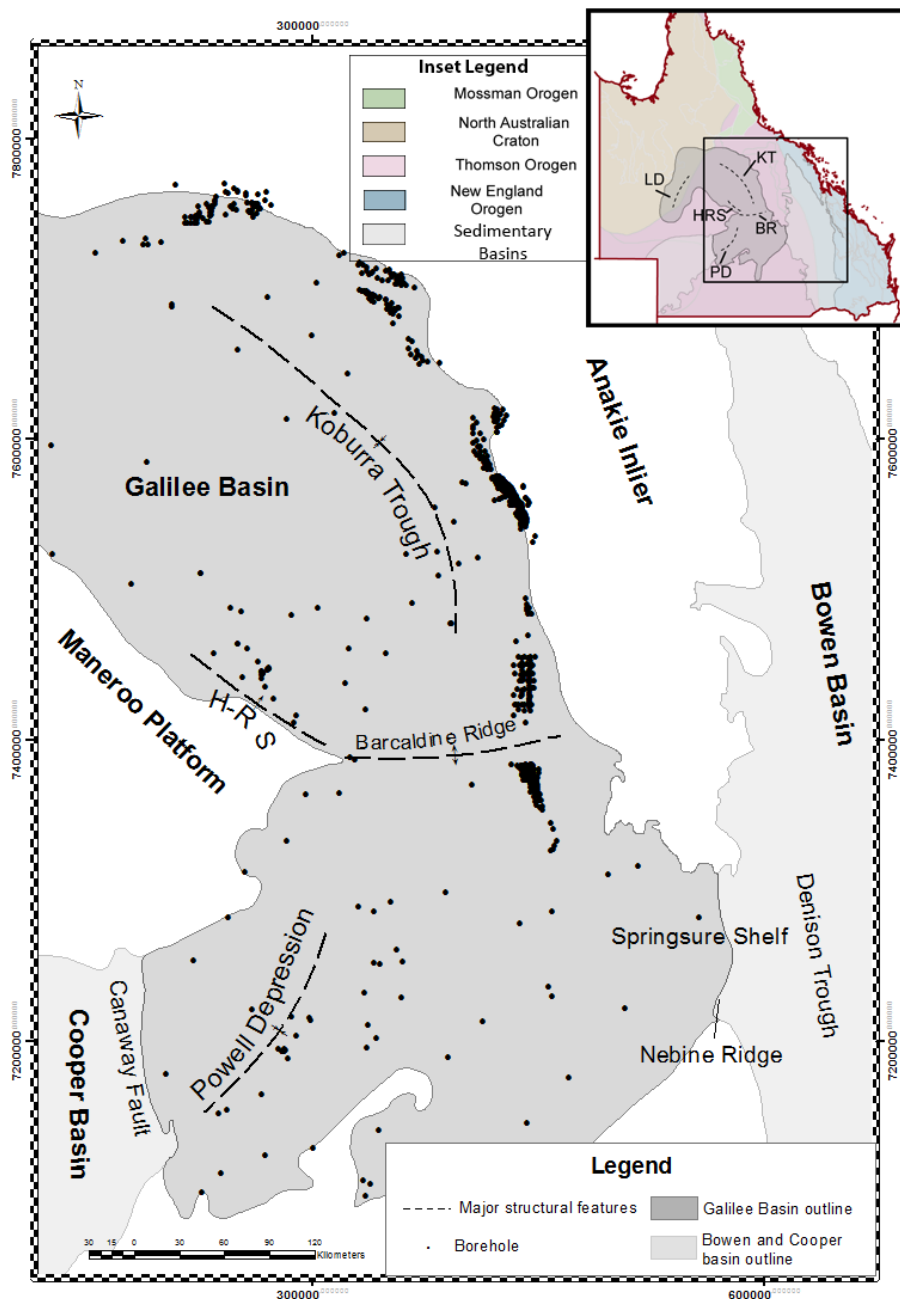 300000
N
Inset Legend
Mossman Orogen
North Australian
Craton
Thomson Orogen
New England
Orogen
Sedimentary
Basins
KT
LD
HRS
BR
PD
7800000
7600000
7600000
7400000
7400000
7200000
7200000
Koburra Trough
Galilee Basin
Anakie Inlier
Bowen Basin
Maneroo Platform
H-R S
Barcaldine Ridge
Powell Depression
Springsure Shelf
Denison Trough
Nebine Ridge
Canaway Fault
Cooper Basin
Legend
Major structural features
Galilee Basin outline
Borehole
Bowen and Cooper
basin outline
30 15 0 30 60 90 120
Kilometers
300000
600000